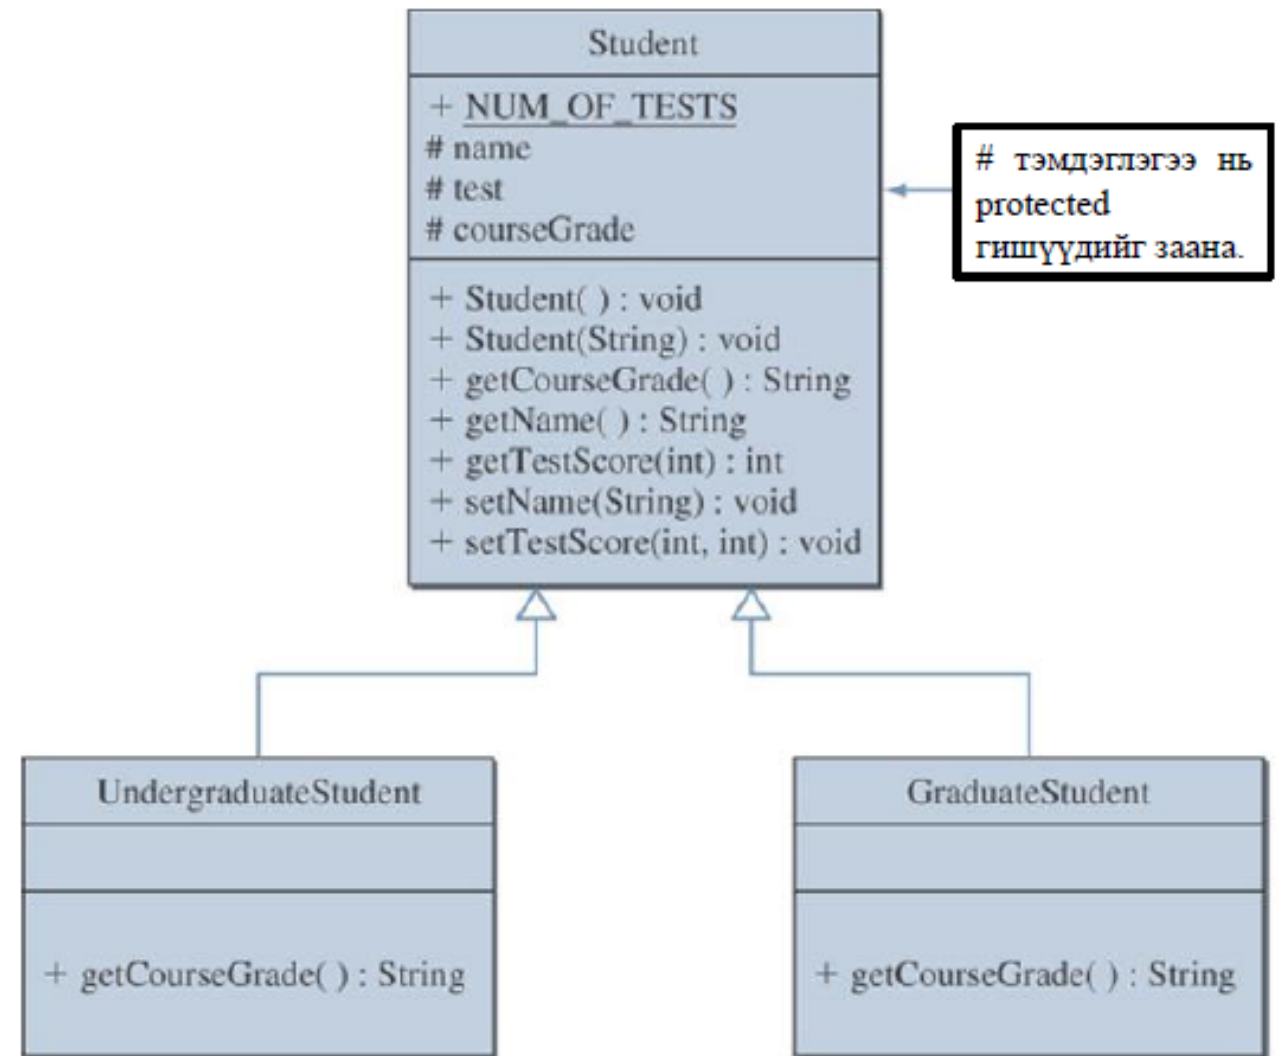 Student
+ NUM_OF_TESTS
# name
# test
# courseGrade
# тэмдэглэгээ нь
protected
гишүүдийг заана.
+ Student( ) : void
+ Student(String) : void
+ getCourseGrade( ) : String
+ getName( ) : String
+ getTestScore(int) : int
+ setName(String) : void
+ setTestScore(int, int) : void
UndergraduateStudent
+ getCourseGrade( ) : String
GraduateStudent
+ getCourseGrade( ) : String